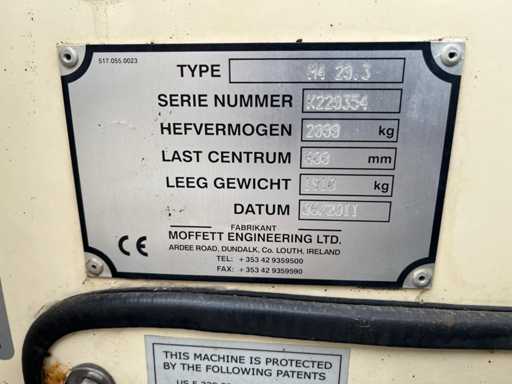 517.055.0023
TYPE M4 20.3
SERIE NUMMER K220354
HEFVERMOGEN kg
LAST CENTRUM mm
LEEG GEWICHT kg
DATUM
FABRIKANT
MOFFETT ENGINEERING LTD.
ARDEE ROAD, DUNDALK, Co. LOUTH, IRELAND
TEL: + 353 42 9359500
FAX: + 353 42 9359590
CE
THIS MACHINE IS PROTECTED
BY THE FOLLOWING PATENTS